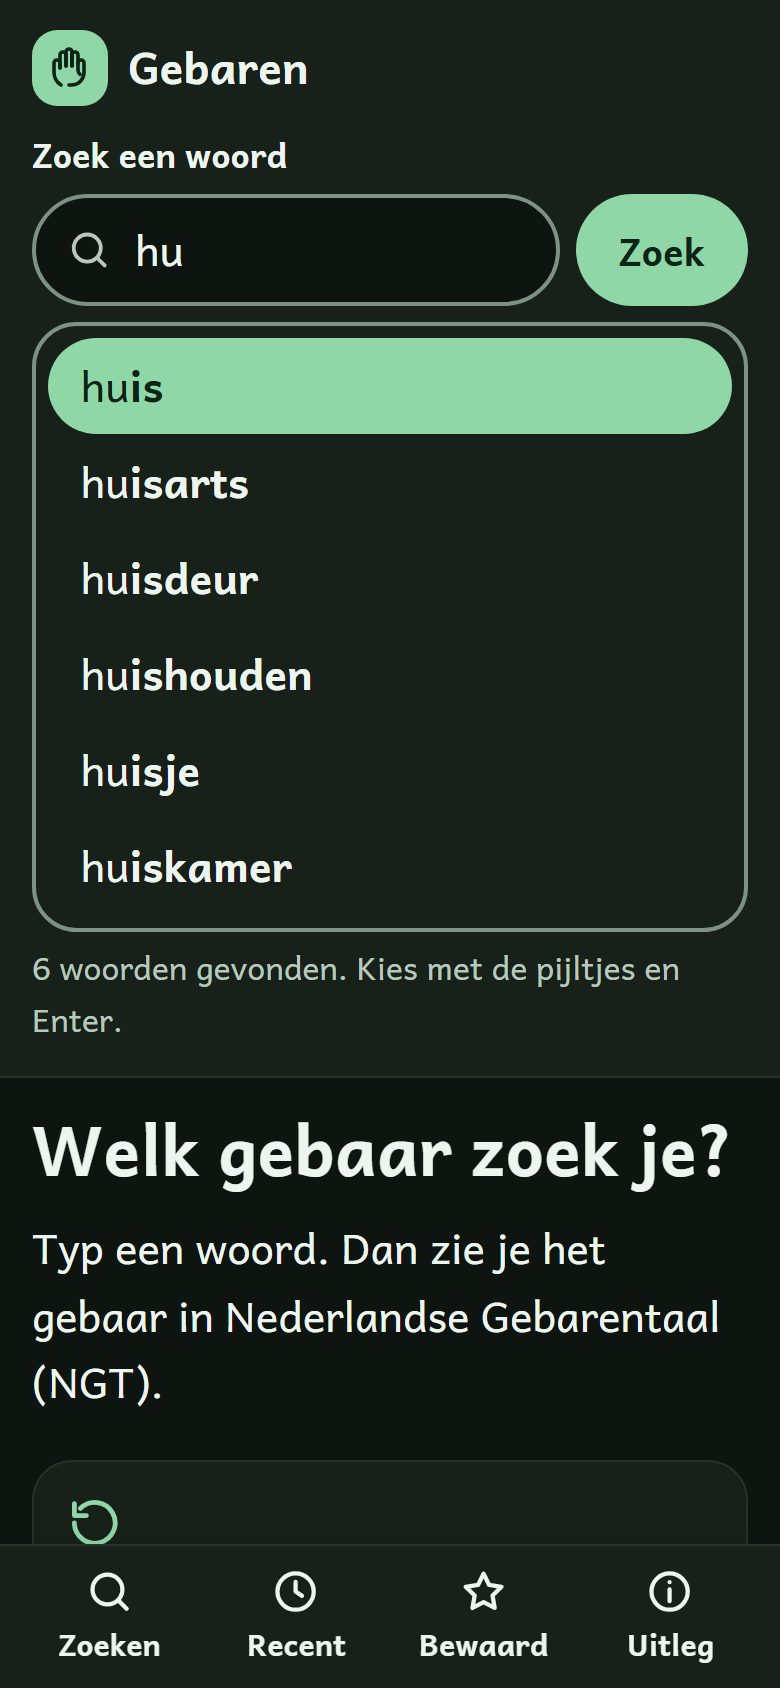 Gebaren
Zoek een woord
hu
Zoek
huis
huisarts
huisdeur
huishouden
huisje
huiskamer
6 woorden gevonden. Kies met de pijltjes en
Enter.
Welk gebaar zoek je?
Typ een woord. Dan zie je het
gebaar in Nederlandse Gebarentaal
(NGT).
Zoeken
Recent
Bewaard
Uitleg